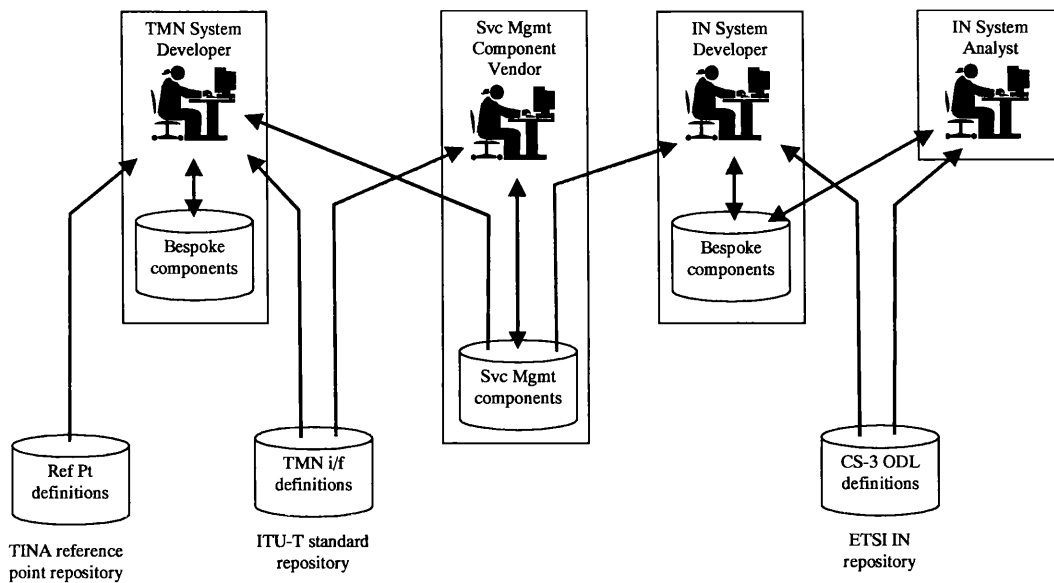 TMN System
Developer
Svc Mgmt
Component
Vendor
IN System
Developer
IN System
Analyst
Bespoke
components
Bespoke
components
Svc Mgmt
components
Ref Pt
definitions
TMN i/f
definitions
CS-3 ODL
definitions
TINA reference
point repository
ITU-T standard
repository
ETSI IN
repository